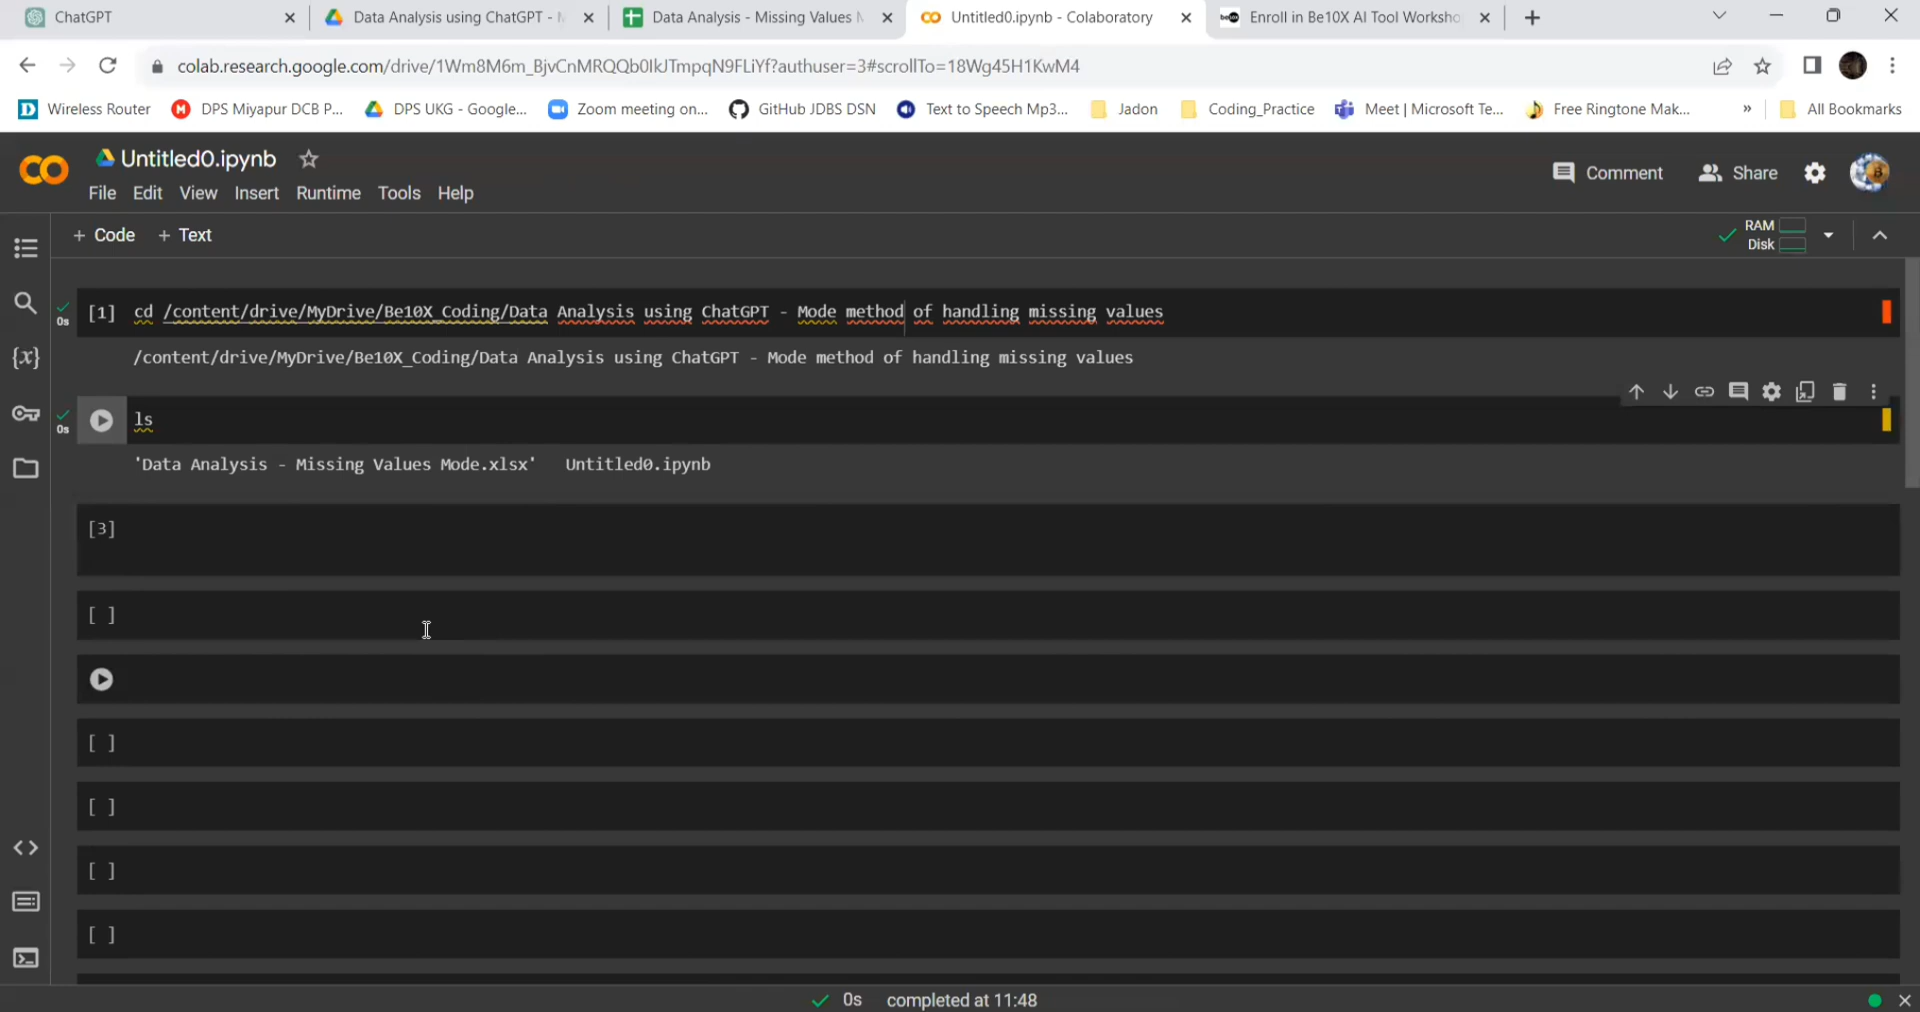 ChatGPT
Data Analysis using ChatGPT -
Data Analysis - Missing Values
Untitled0.ipynb - Colaboratory
Enroll in Be10X AI Tool Worksho
colab.research.google.com/drive/1Wm8M6m_BjvCnMRQQb0IkJTmpqN9FLiYf?authuser=3#scrollTo=18Wg45H1KwM4
Wireless Router
DPS Miyapur DCB P...
DPS UKG - Google...
Zoom meeting on...
GitHub JDBS DSN
Text to Speech Mp3...
Jadon
Coding_Practice
Meet | Microsoft Te...
Free Ringtone Mak...
»
All Bookmarks
CO Untitled0.ipynb
Comment
Share
File Edit View Insert Runtime Tools Help
+ Code + Text
RAM
Disk
[1] cd /content/drive/MyDrive/Be10X_Coding/Data Analysis using ChatGPT - Mode method of handling missing values
0s
/content/drive/MyDrive/Be10X_Coding/Data Analysis using ChatGPT - Mode method of handling missing values
{x}
ls
0s
'Data Analysis - Missing Values Mode.xlsx' Untitled0.ipynb
[3]
[ ]
[ ]
[ ]
[ ]
[ ]
0s completed at 11:48